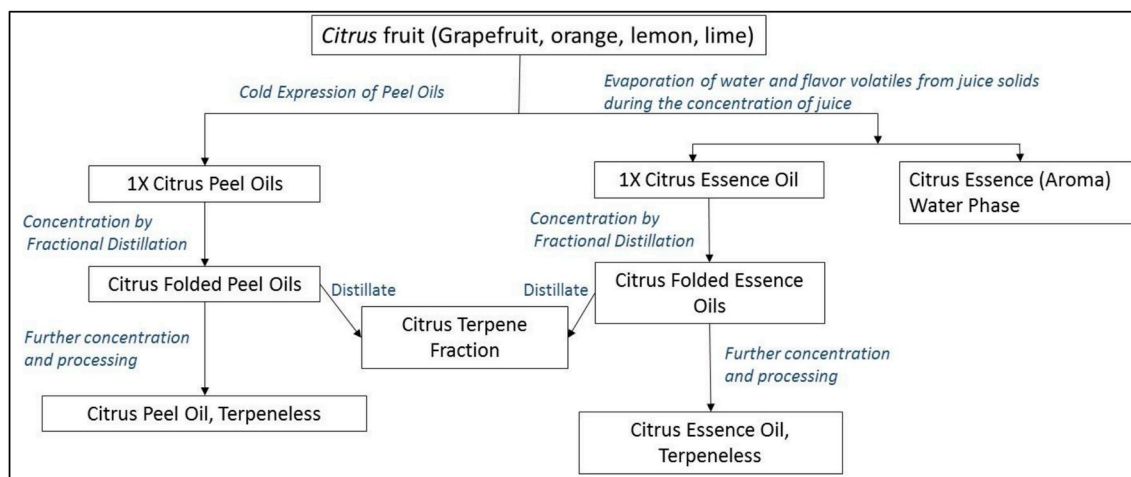 Citrus fruit (Grapefruit, orange, lemon, lime)
Cold Expression of Peel Oils
Evaporation of water and flavor volatiles from juice solids
during the concentration of juice
1X Citrus Peel Oils
1X Citrus Essence Oil
Citrus Essence (Aroma)
Water Phase
Concentration by
Fractional Distillation
Concentration by
Fractional Distillation
Citrus Folded Peel Oils
Distillate
Distillate
Citrus Folded Essence
Oils
Citrus Terpene
Fraction
Further concentration
and processing
Further concentration
and processing
Citrus Peel Oil, Terpeneless
Citrus Essence Oil,
Terpeneless